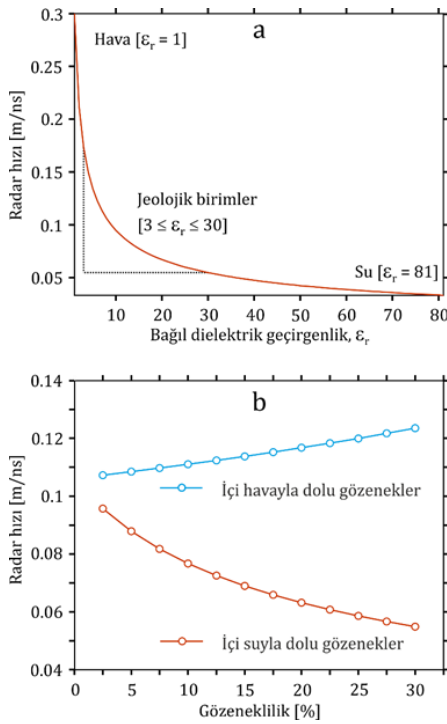 a
Hava [εr = 1]
Jeolojik birimler
[3 ≤ εr ≤ 30]
Su [εr = 81]
Radar hızı [m/ns]
0.3
0.25
0.2
0.15
0.1
0.05
10 20 30 40 50 60 70 80
Bağıl dielektrik geçirgenlik, εr
b
İçi havayla dolu gözenekler
İçi suyla dolu gözenekler
Radar hızı [m/ns]
0.14
0.12
0.1
0.08
0.06
0.04
0 5 10 15 20 25 30
Gözeneklilik [%]